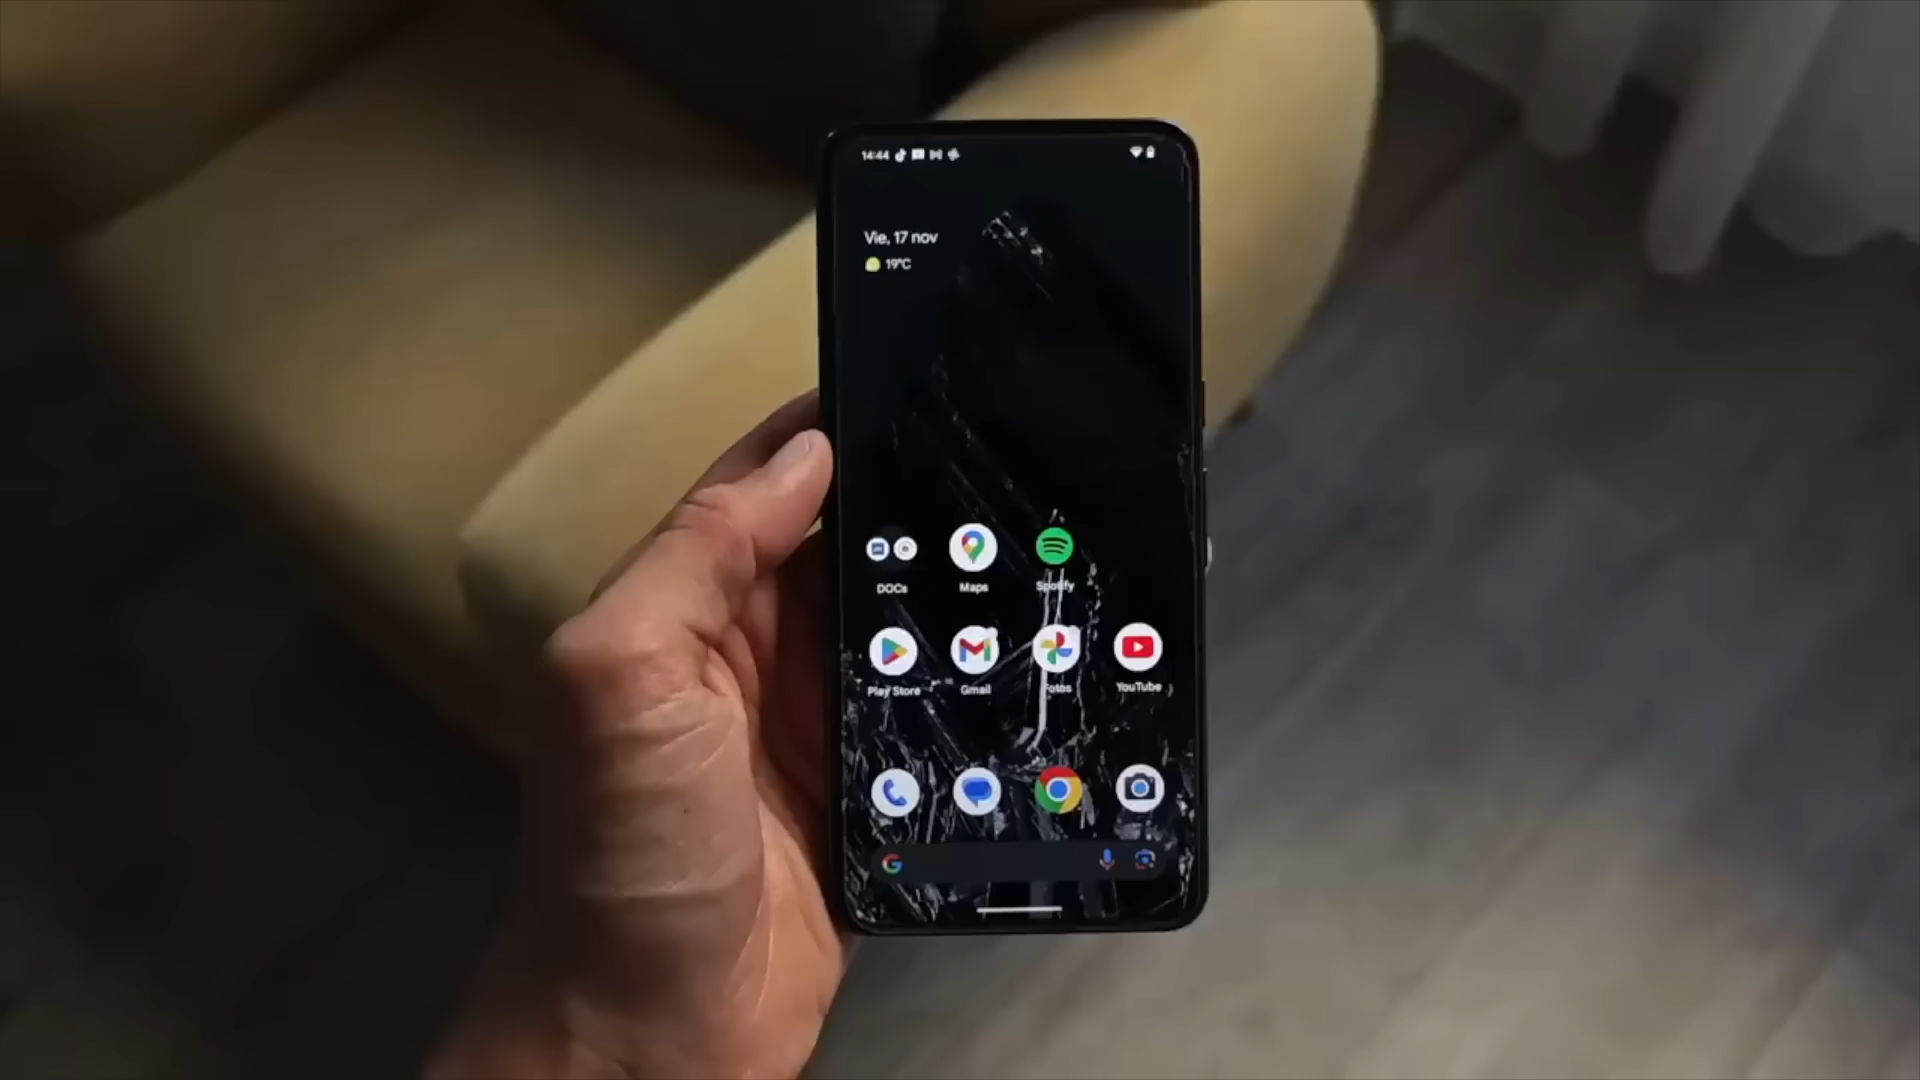 14:44
Vie, 17 nov
19°C
DOCs
Maps
Spotify
Play Store
Gmail
Fotos
YouTube